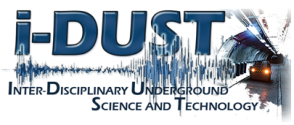 i-DUST
INTER-DISCIPLINARY UNDERGROUND
SCIENCE AND TECHNOLOGY